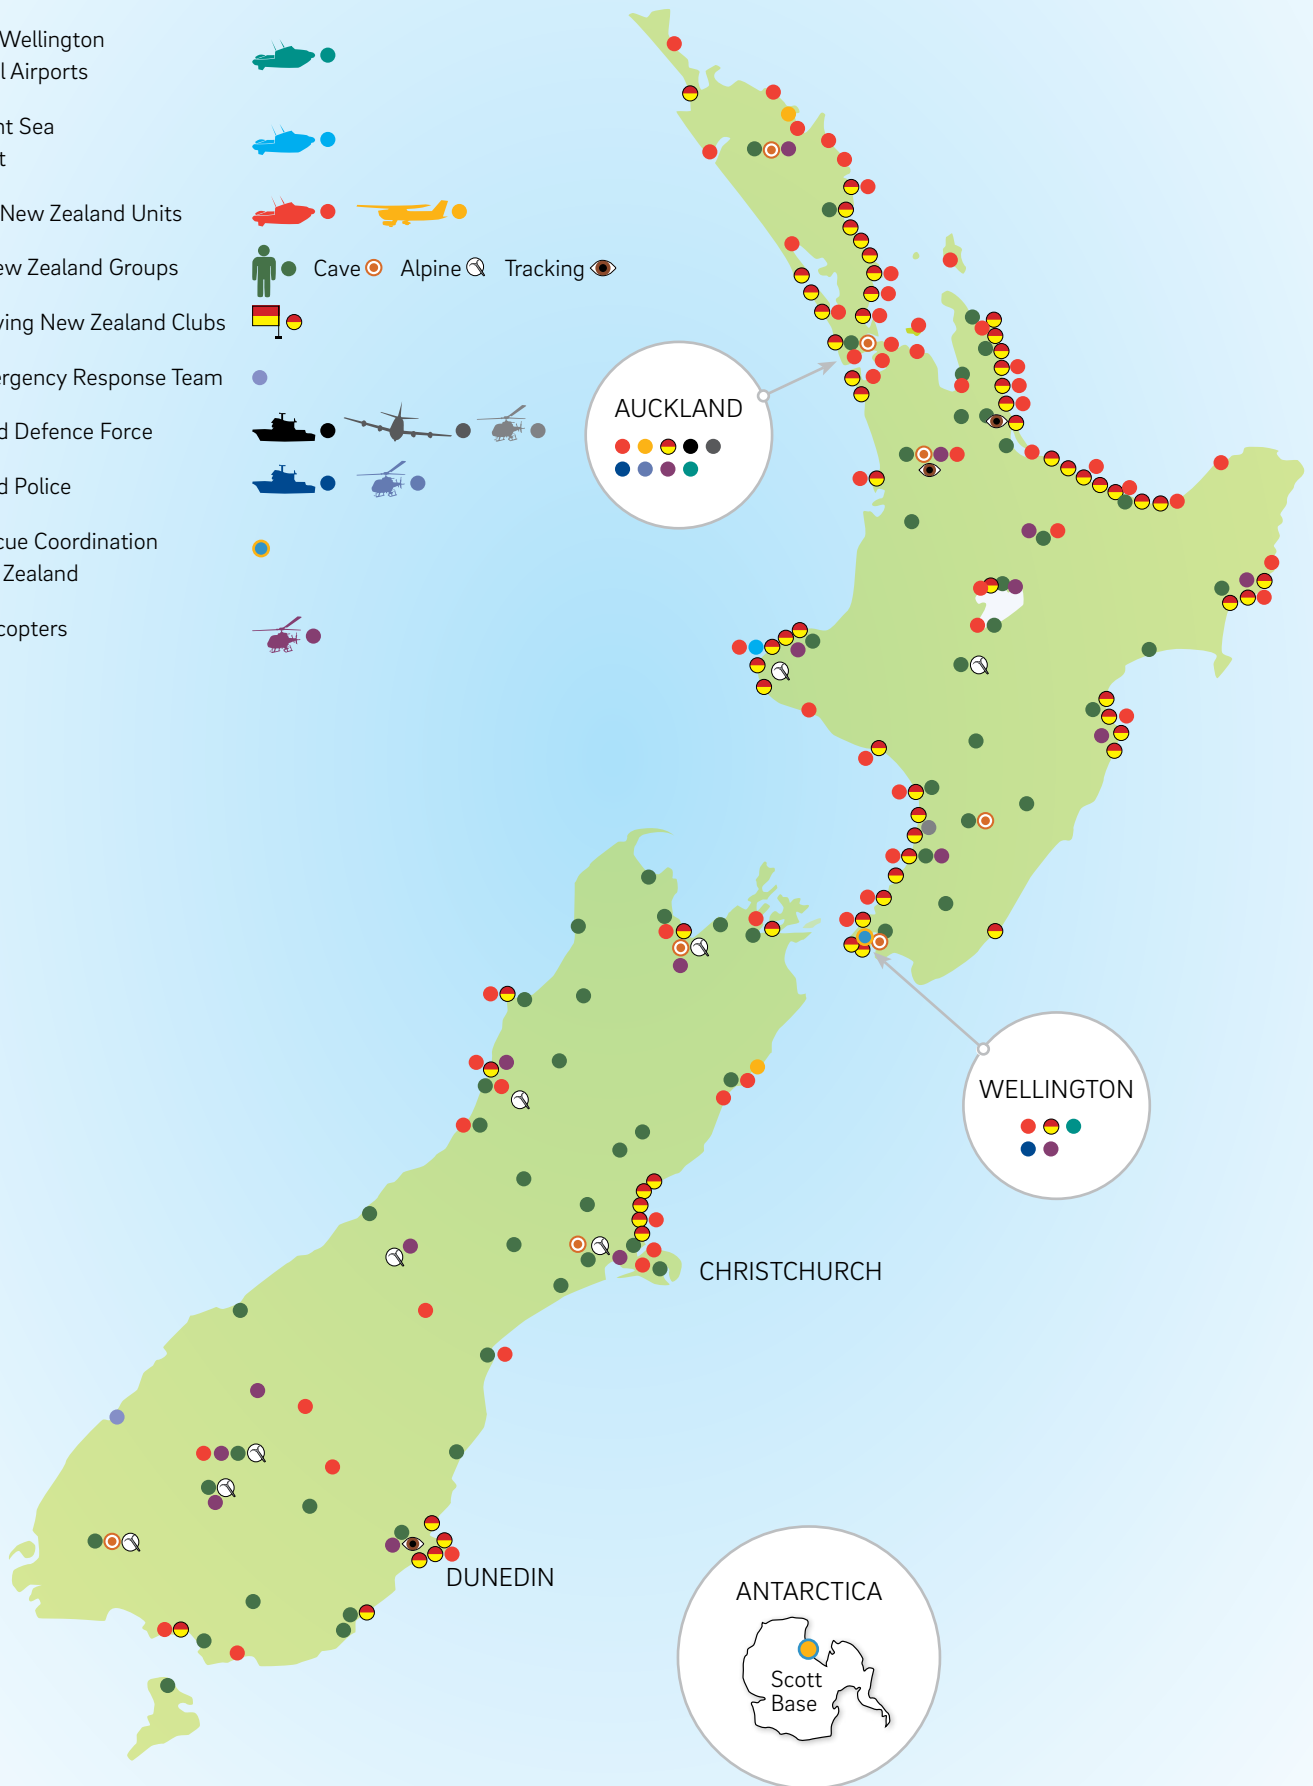 Wellington
l Airports
nt Sea
t
New Zealand Units
ew Zealand Groups
Cave
Alpine
Tracking
ving New Zealand Clubs
ergency Response Team
d Defence Force
d Police
cue Coordination
Zealand
copters
AUCKLAND
WELLINGTON
CHRISTCHURCH
DUNEDIN
ANTARCTICA
Scott
Base